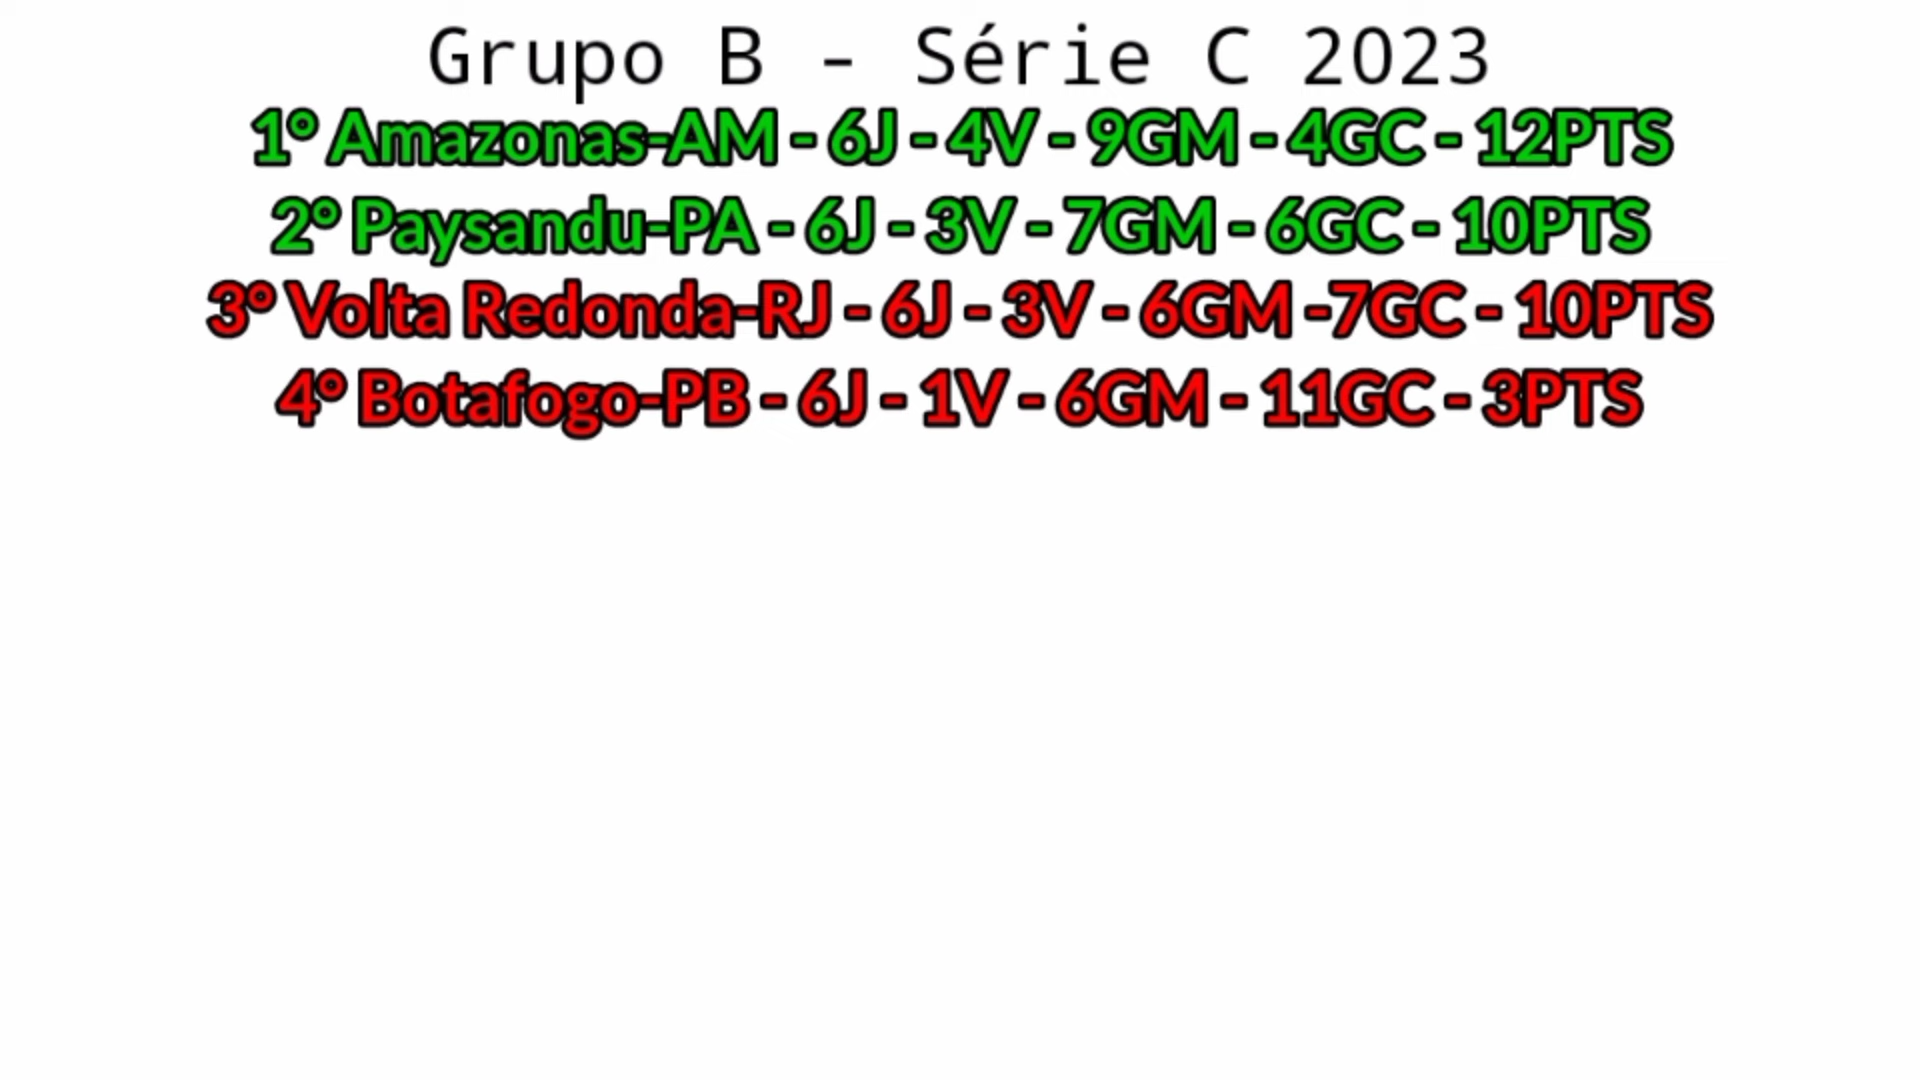 Grupo B - Série C 2023
1° Amazonas-AM - 6J - 4V - 9GM - 4GC - 12PTS
2° Paysandu-PA - 6J - 3V - 7GM - 6GC - 10PTS
3° Volta Redonda-RJ - 6J - 3V - 6GM -7GC - 10PTS
4° Botafogo-PB - 6J - 1V - 6GM - 11GC - 3PTS